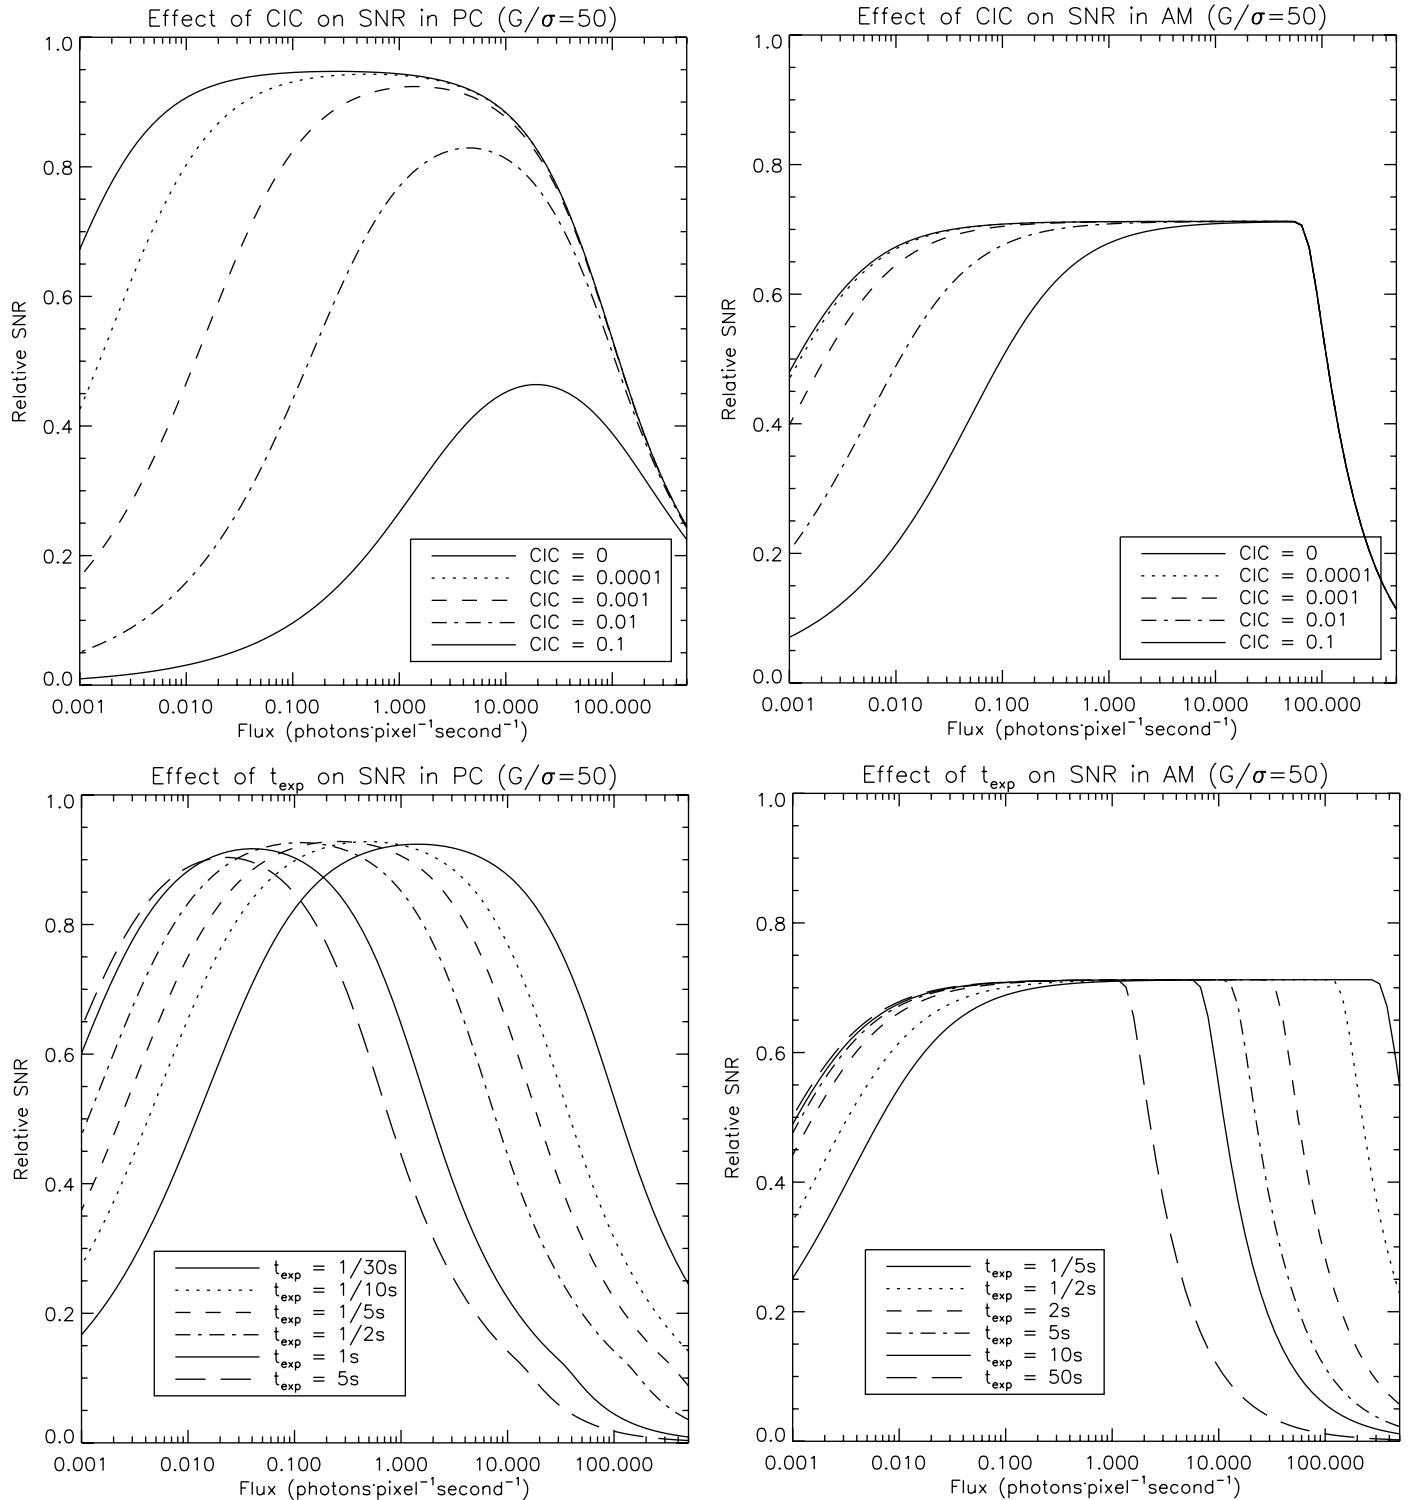 Effect of CIC on SNR in PC (G/σ=50)
1.0
0.8
0.6
0.4
0.2
0.0
Relative SNR
CIC = 0
CIC = 0.0001
CIC = 0.001
CIC = 0.01
CIC = 0.1
0.001 0.010 0.100 1.000 10.000 100.000
Flux (photons·pixel⁻¹second⁻¹)
Effect of CIC on SNR in AM (G/σ=50)
1.0
0.8
0.6
0.4
0.2
0.0
Relative SNR
CIC = 0
CIC = 0.0001
CIC = 0.001
CIC = 0.01
CIC = 0.1
0.001 0.010 0.100 1.000 10.000 100.000
Flux (photons·pixel⁻¹second⁻¹)
Effect of t_exp on SNR in PC (G/σ=50)
1.0
0.8
0.6
0.4
0.2
0.0
Relative SNR
t_exp = 1/30s
t_exp = 1/10s
t_exp = 1/5s
t_exp = 1/2s
t_exp = 1s
t_exp = 5s
0.001 0.010 0.100 1.000 10.000 100.000
Flux (photons·pixel⁻¹second⁻¹)
Effect of t_exp on SNR in AM (G/σ=50)
1.0
0.8
0.6
0.4
0.2
0.0
Relative SNR
t_exp = 1/5s
t_exp = 1/2s
t_exp = 2s
t_exp = 5s
t_exp = 10s
t_exp = 50s
0.001 0.010 0.100 1.000 10.000 100.000
Flux (photons·pixel⁻¹second⁻¹)